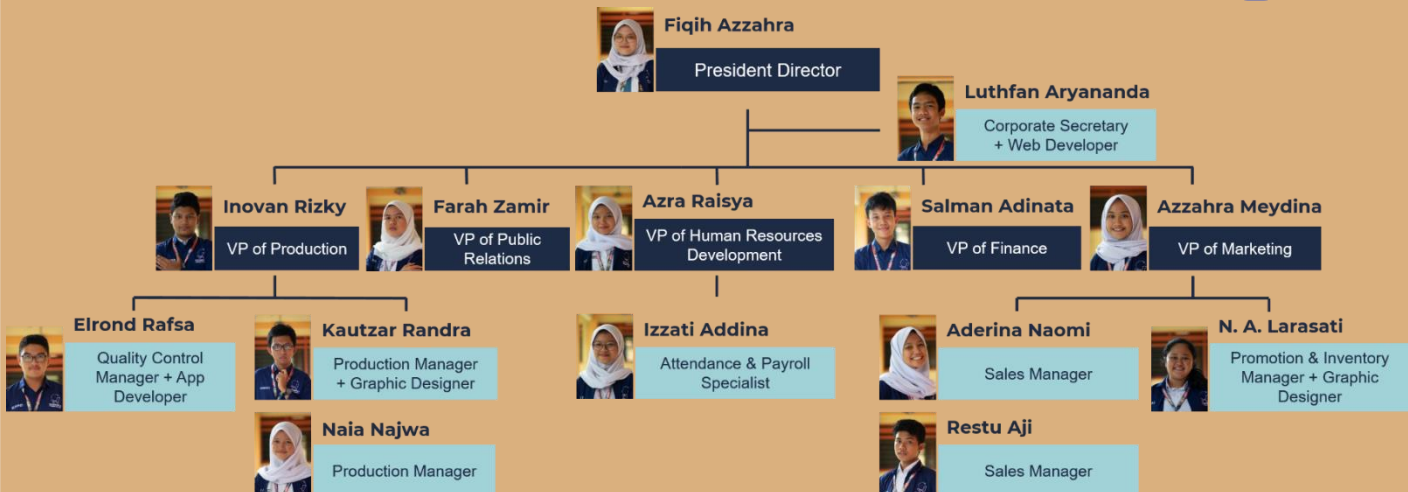 Fiqih Azzahra
President Director
Luthfan Aryananda
Corporate Secretary
+ Web Developer
Inovan Rizky
VP of Production
Farah Zamir
VP of Public
Relations
Azra Raisya
VP of Human Resources
Development
Salman Adinata
VP of Finance
Azzahra Meydina
VP of Marketing
Elrond Rafsa
Quality Control
Manager + App
Developer
Kautzar Randra
Production Manager
+ Graphic Designer
Naia Najwa
Production Manager
Izzati Addina
Attendance & Payroll
Specialist
Aderina Naomi
Sales Manager
Restu Aji
Sales Manager
N. A. Larasati
Promotion & Inventory
Manager + Graphic
Designer